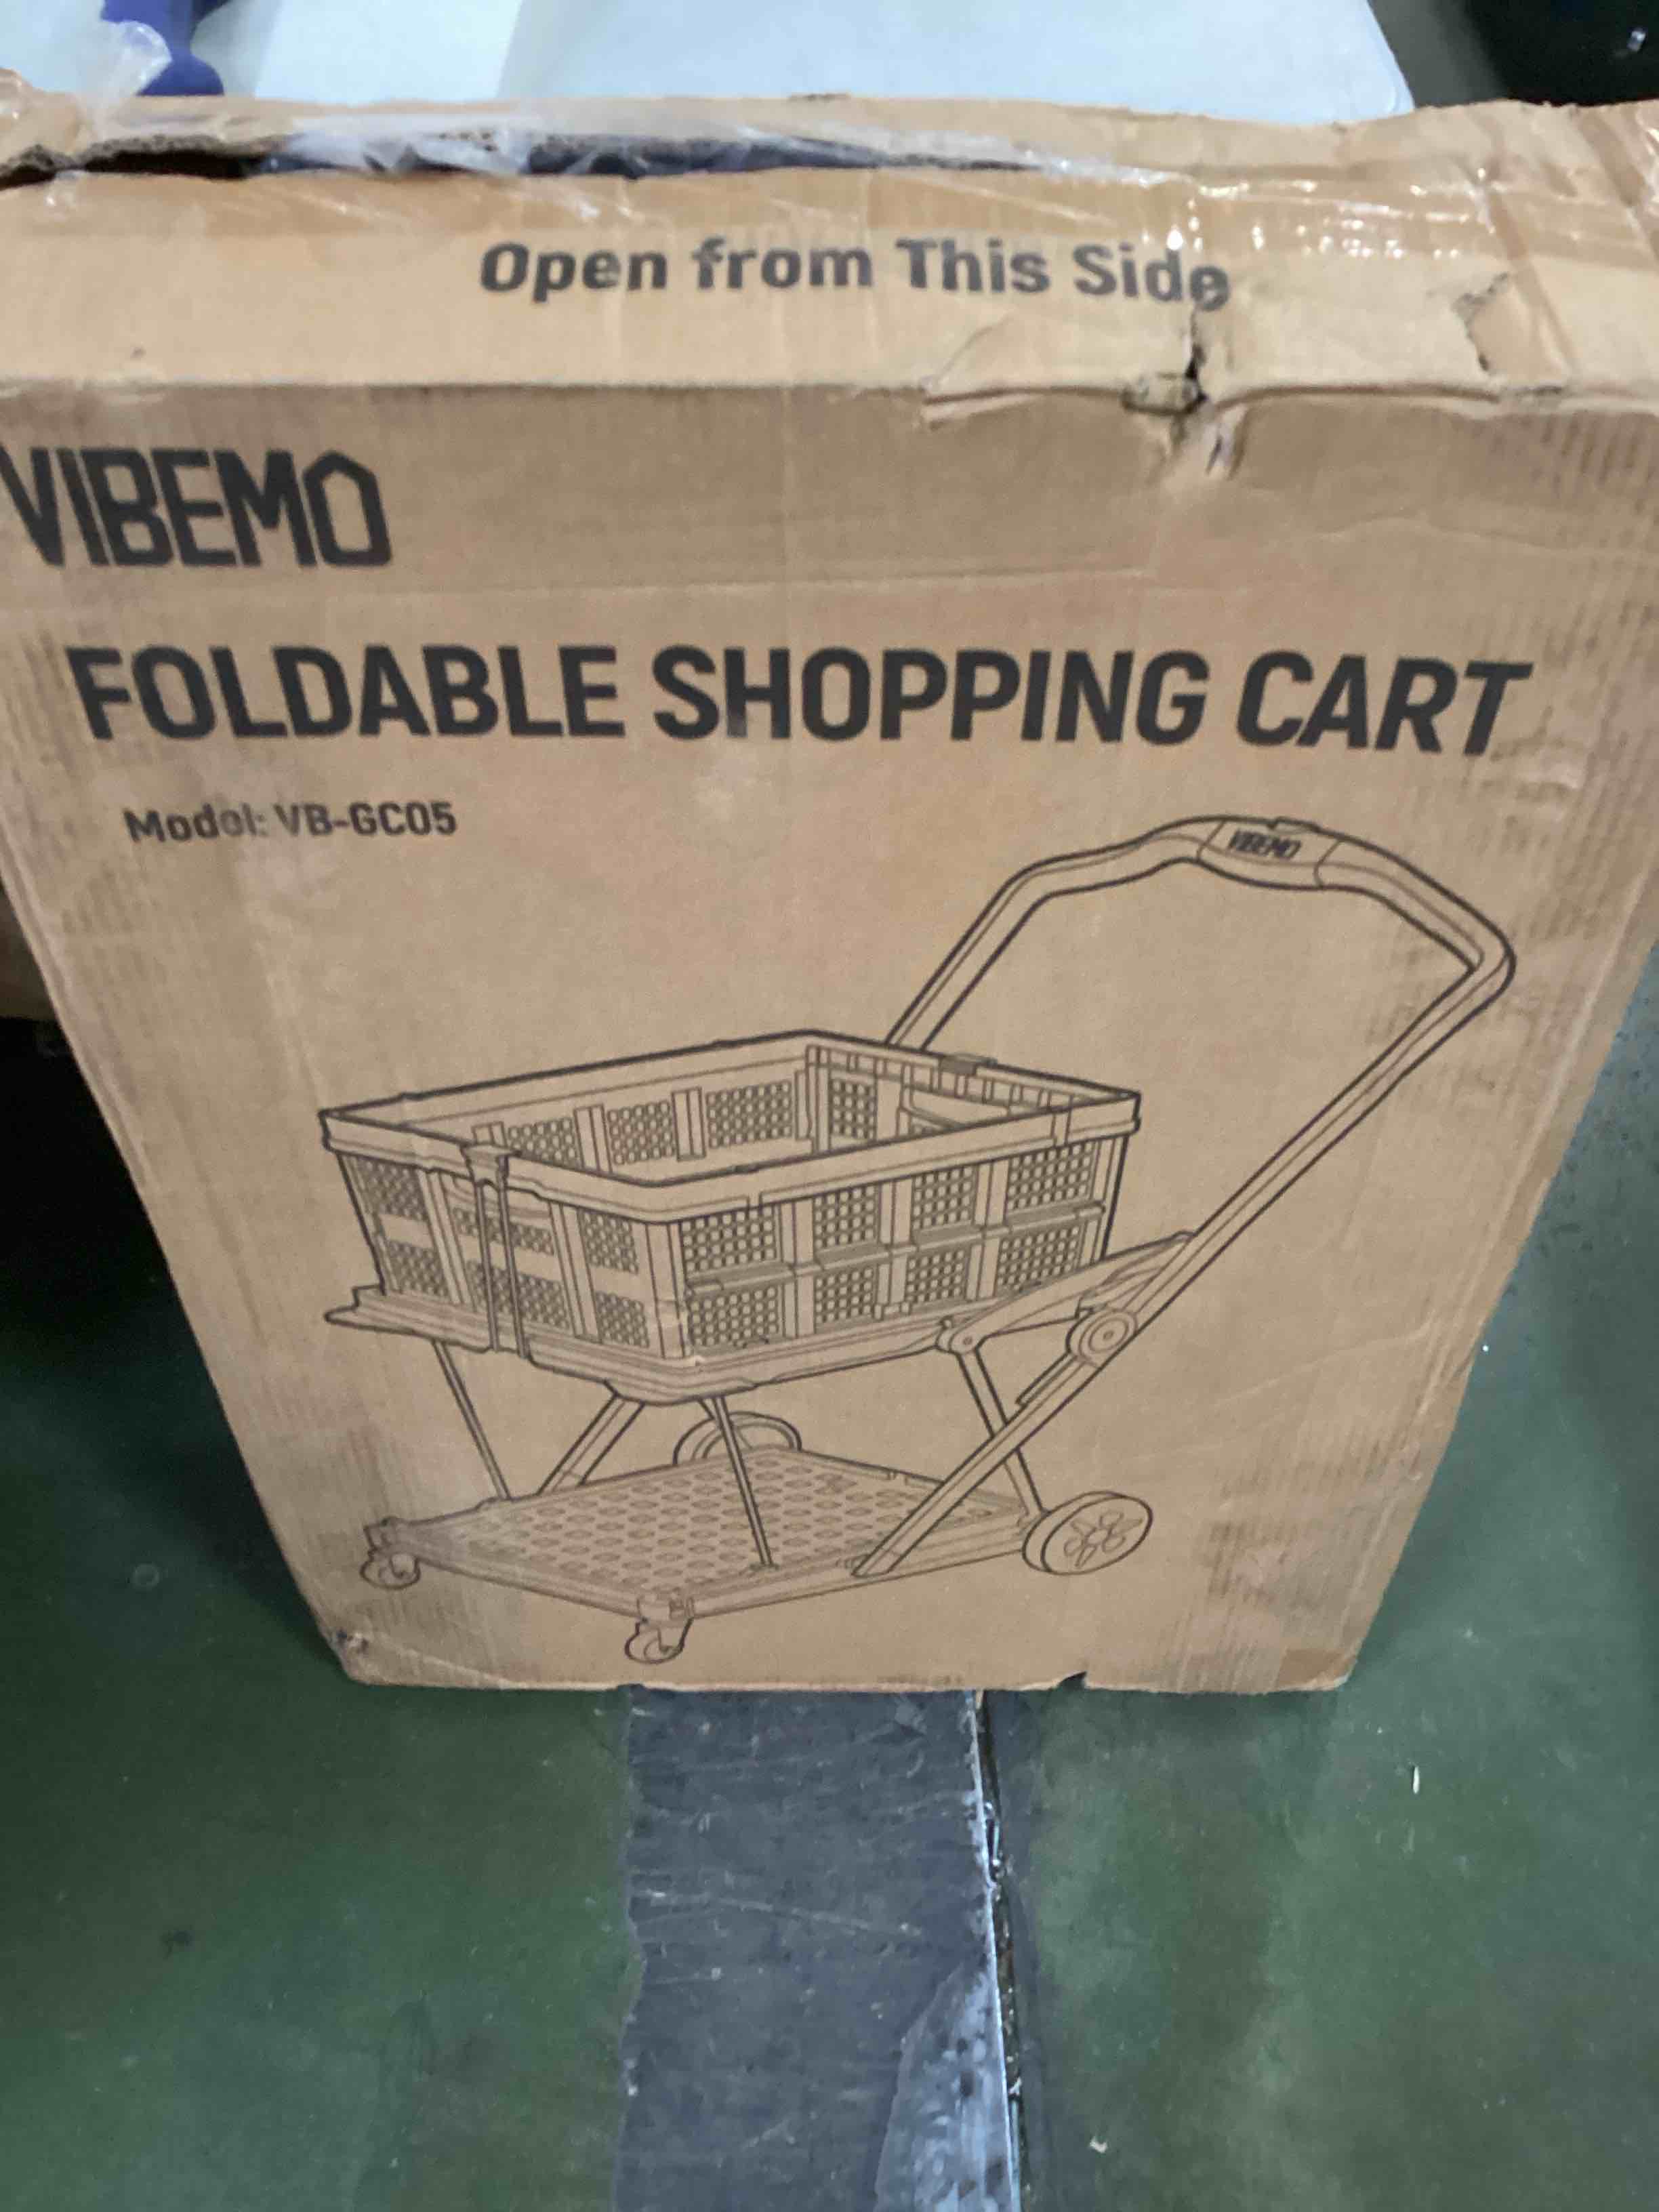 Open from This Side
VIBEMO
FOLDABLE SHOPPING CART
Model: VB-GC05
VIBEMO